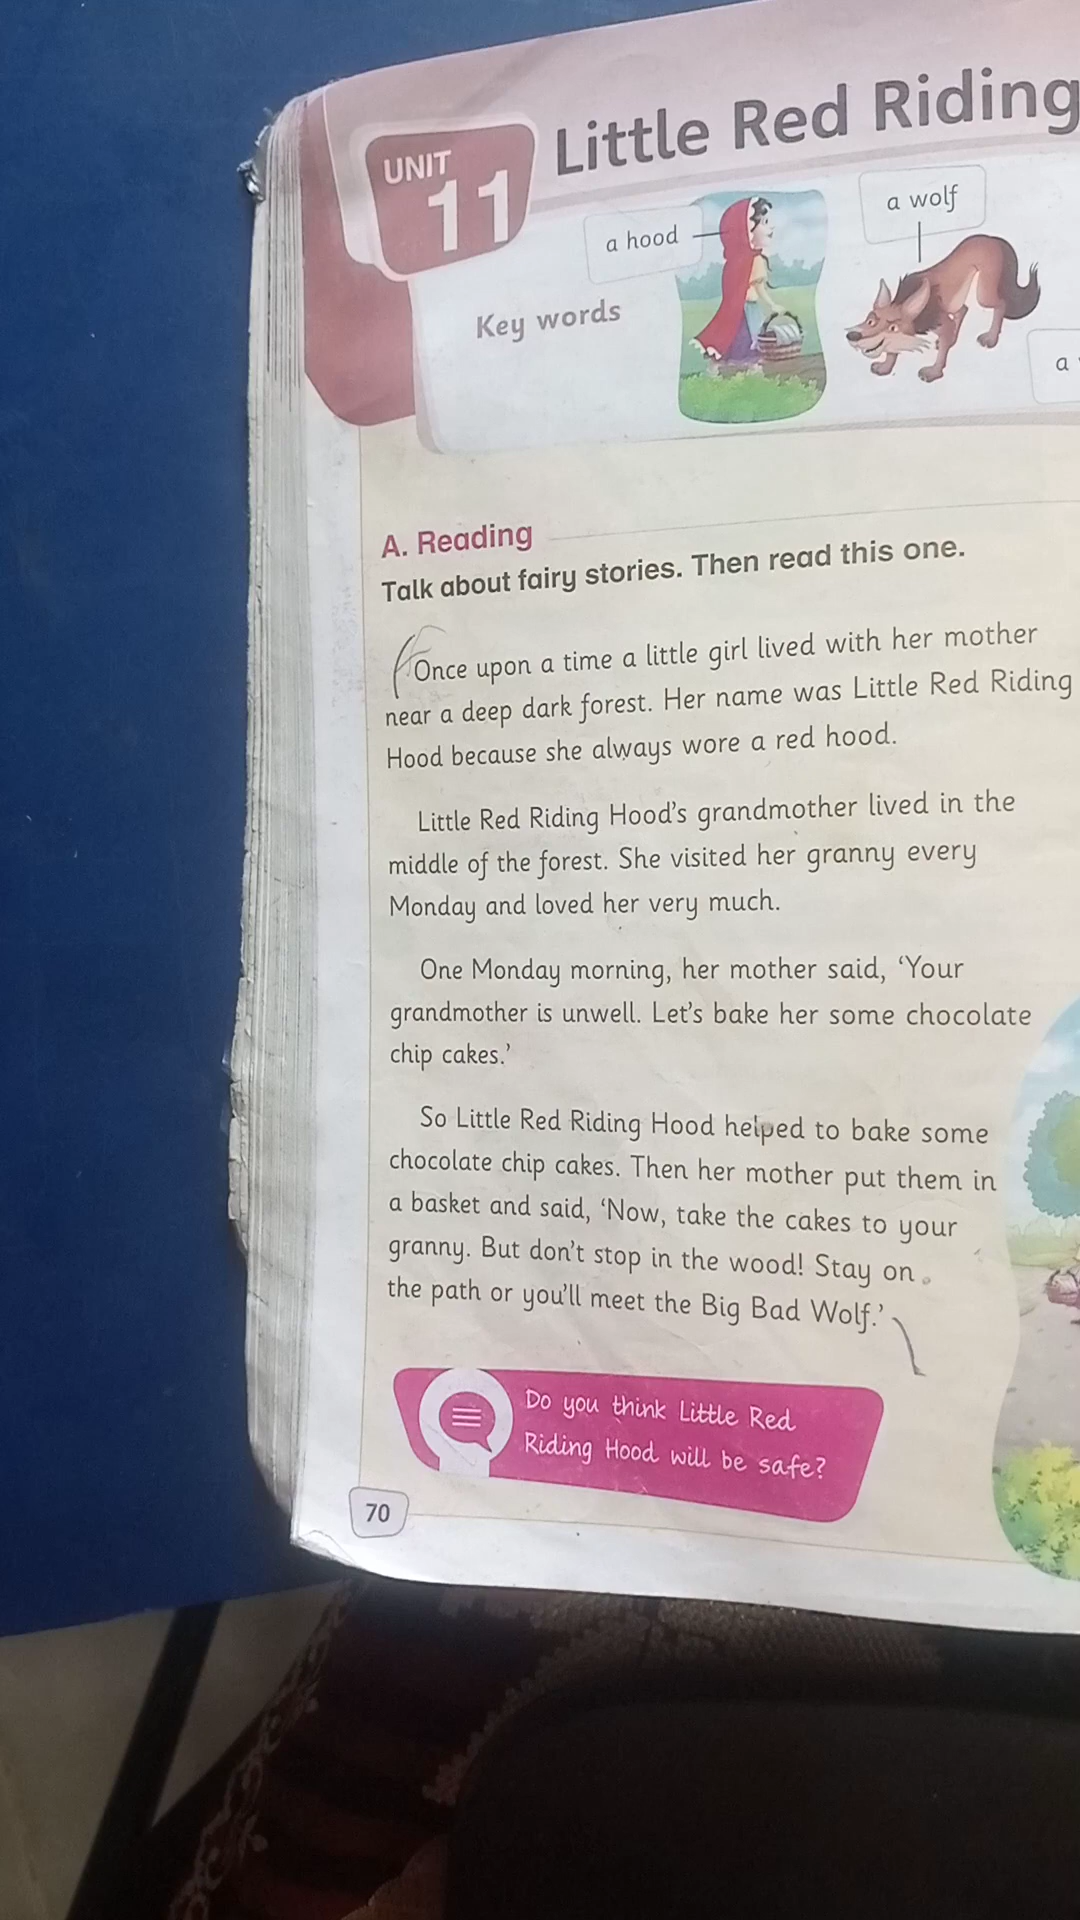 UNIT
11
Little Red Riding
a hood
a wolf
Key words
a
A. Reading
Talk about fairy stories. Then read this one.
Once upon a time a little girl lived with her mother
near a deep dark forest. Her name was Little Red Riding
Hood because she always wore a red hood.
Little Red Riding Hood's grandmother lived in the
middle of the forest. She visited her granny every
Monday and loved her very much.
One Monday morning, her mother said, ‘Your
grandmother is unwell. Let's bake her some chocolate
chip cakes.’
So Little Red Riding Hood helped to bake some
chocolate chip cakes. Then her mother put them in
a basket and said, ‘Now, take the cakes to your
granny. But don't stop in the wood! Stay on
the path or you'll meet the Big Bad Wolf.’
Do you think Little Red
Riding Hood will be safe?
70